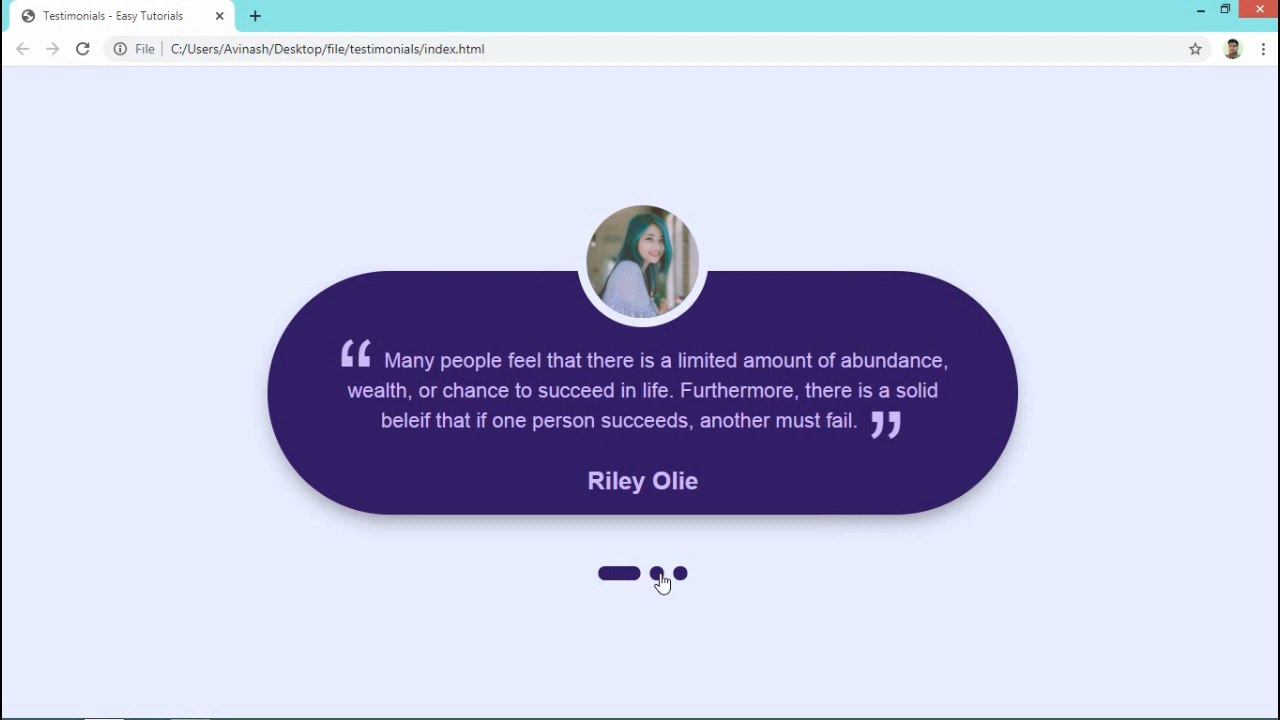 Testimonials - Easy Tutorials
File C:/Users/Avinash/Desktop/file/testimonials/index.html
“ Many people feel that there is a limited amount of abundance,
wealth, or chance to succeed in life. Furthermore, there is a solid
beleif that if one person succeeds, another must fail. ”
Riley Olie